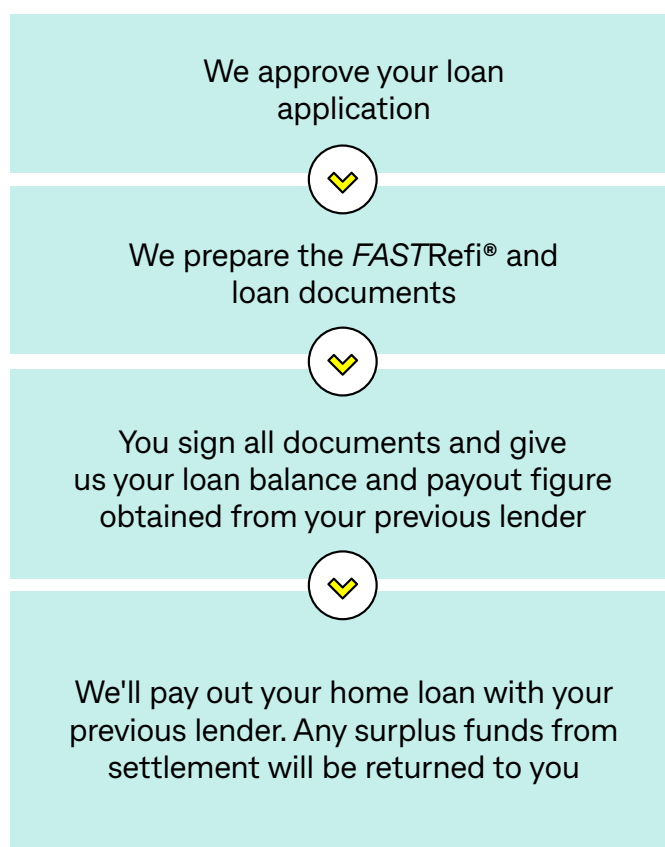 We approve your loan
application
We prepare the FASTRefi® and
loan documents
You sign all documents and give
us your loan balance and payout figure
obtained from your previous lender
We'll pay out your home loan with your
previous lender. Any surplus funds from
settlement will be returned to you